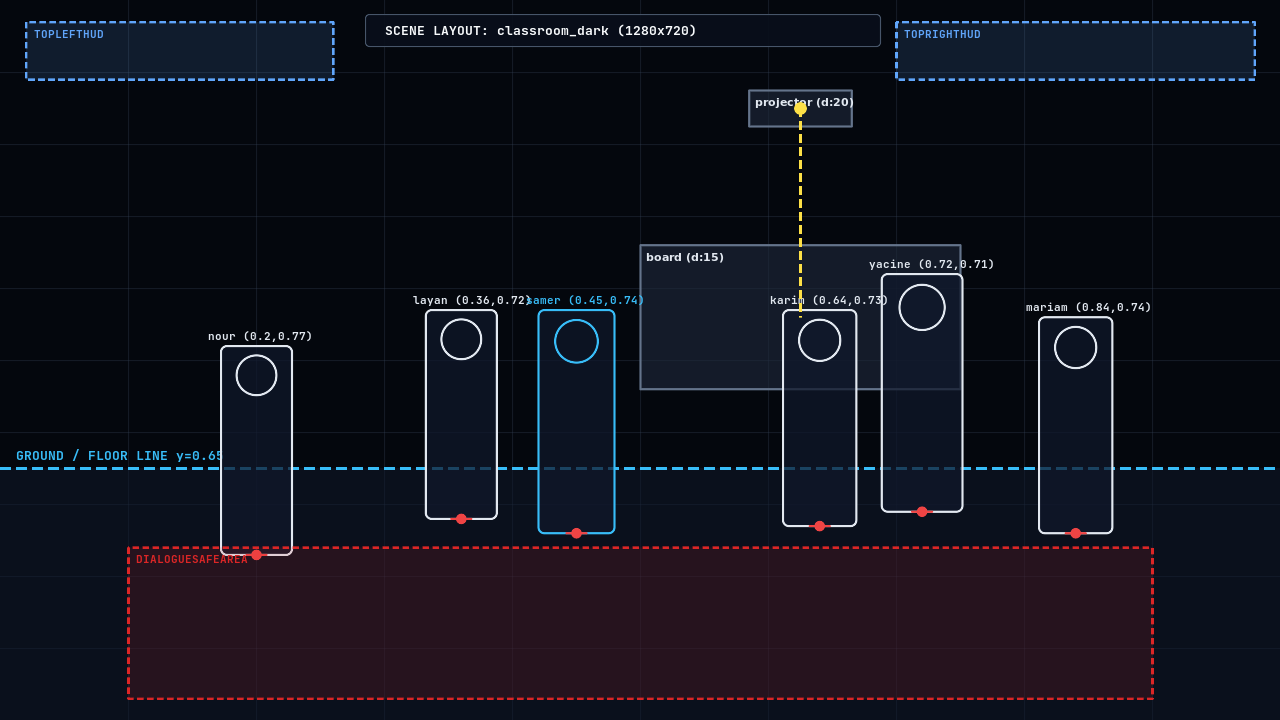 TOPLEFTHUD
SCENE LAYOUT: classroom_dark (1280x720)
TOPRIGHTHUD
projector (d:20)
board (d:15)
yacine (0.72,0.71)
layan (0.36,0.72)
samer (0.45,0.74)
karim (0.64,0.73)
mariam (0.84,0.74)
nour (0.2,0.77)
GROUND / FLOOR LINE y=0.65
DIALOGUESAFEAREA